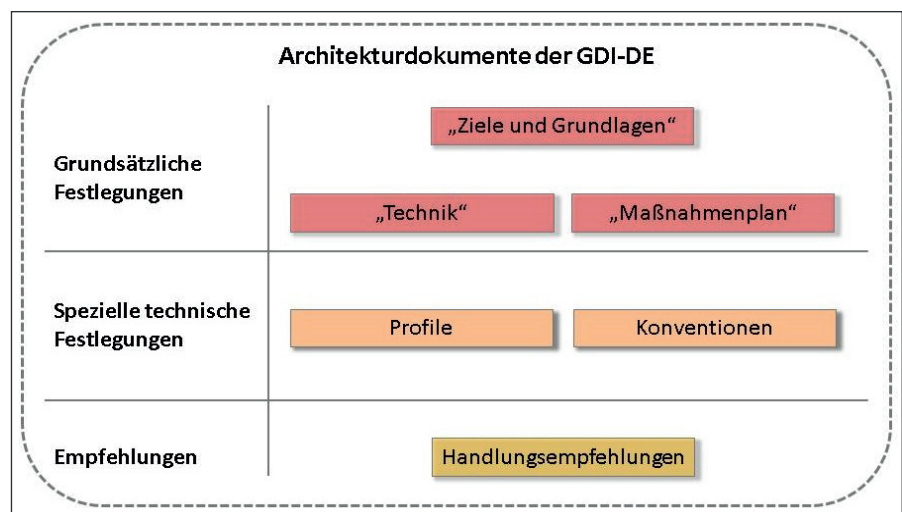 Architekturdokumente der GDI-DE
„Ziele und Grundlagen“
Grundsätzliche
Festlegungen
„Technik“
„Maßnahmenplan“
Spezielle technische
Festlegungen
Profile
Konventionen
Empfehlungen
Handlungsempfehlungen